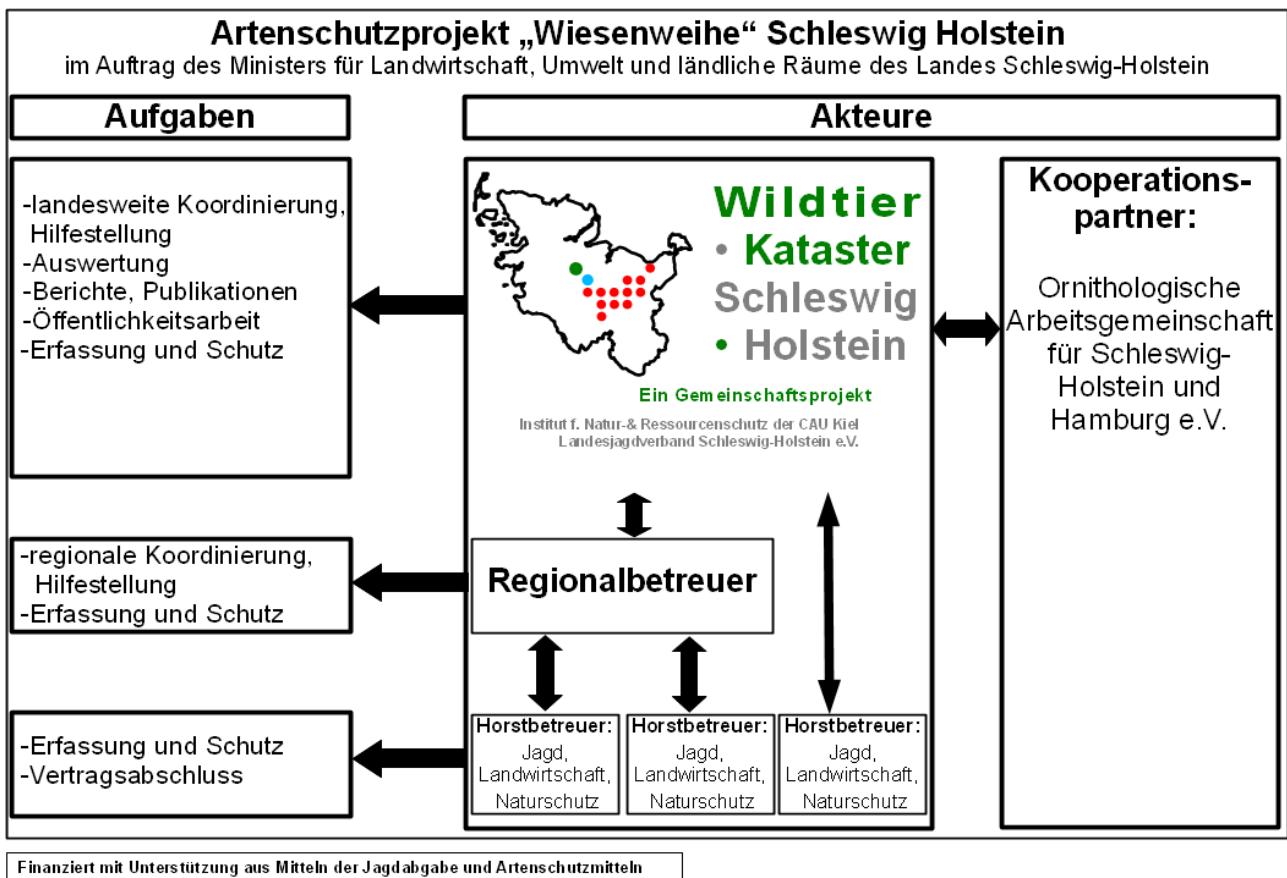 Artenschutzprojekt „Wiesenweihe“ Schleswig Holstein
im Auftrag des Ministers für Landwirtschaft, Umwelt und ländliche Räume des Landes Schleswig-Holstein
Aufgaben
Akteure
-landesweite Koordinierung,
Hilfestellung
-Auswertung
-Berichte, Publikationen
-Öffentlichkeitsarbeit
-Erfassung und Schutz
Wildtier
• Kataster
Schleswig
• Holstein
Ein Gemeinschaftsprojekt
Institut f. Natur-& Ressourcenschutz der CAU Kiel
Landesjagdverband Schleswig-Holstein e.V.
Kooperations-
partner:
Ornithologische
Arbeitsgemeinschaft
für Schleswig-
Holstein und
Hamburg e.V.
-regionale Koordinierung,
Hilfestellung
-Erfassung und Schutz
Regionalbetreuer
-Erfassung und Schutz
-Vertragsabschluss
Horstbetreuer:
Jagd,
Landwirtschaft,
Naturschutz
Horstbetreuer:
Jagd,
Landwirtschaft,
Naturschutz
Horstbetreuer:
Jagd,
Landwirtschaft,
Naturschutz
Finanziert mit Unterstützung aus Mitteln der Jagdabgabe und Artenschutzmitteln